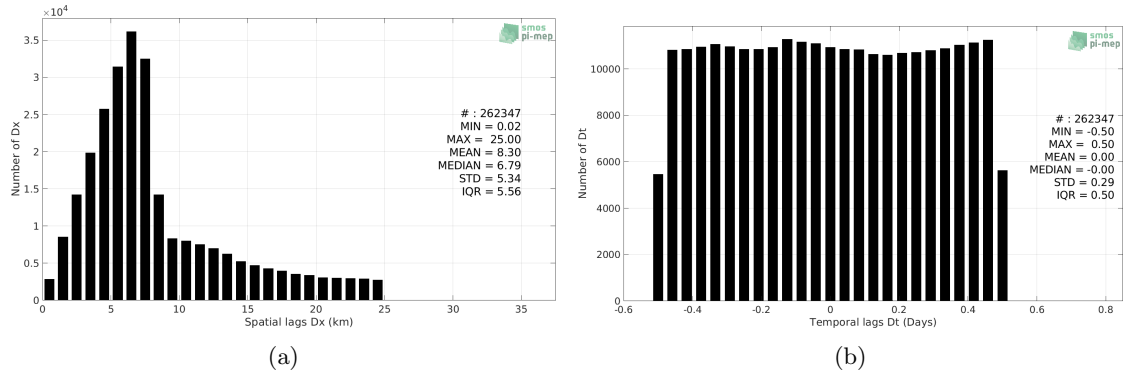 ×10⁴
3.5
3
2.5
2
1.5
1
0.5
0
Number of Dx
0 5 10 15 20 25 30 35
Spatial lags Dx (km)
smos
pi-mep
# : 262347
MIN = 0.02
MAX = 25.00
MEAN = 8.30
MEDIAN = 6.79
STD = 5.34
IQR = 5.56
(a)
10000
8000
6000
4000
2000
0
Number of Dt
-0.6 -0.4 -0.2 0 0.2 0.4 0.6 0.8
Temporal lags Dt (Days)
smos
pi-mep
# : 262347
MIN = -0.50
MAX = 0.50
MEAN = 0.00
MEDIAN = -0.00
STD = 0.29
IQR = 0.50
(b)